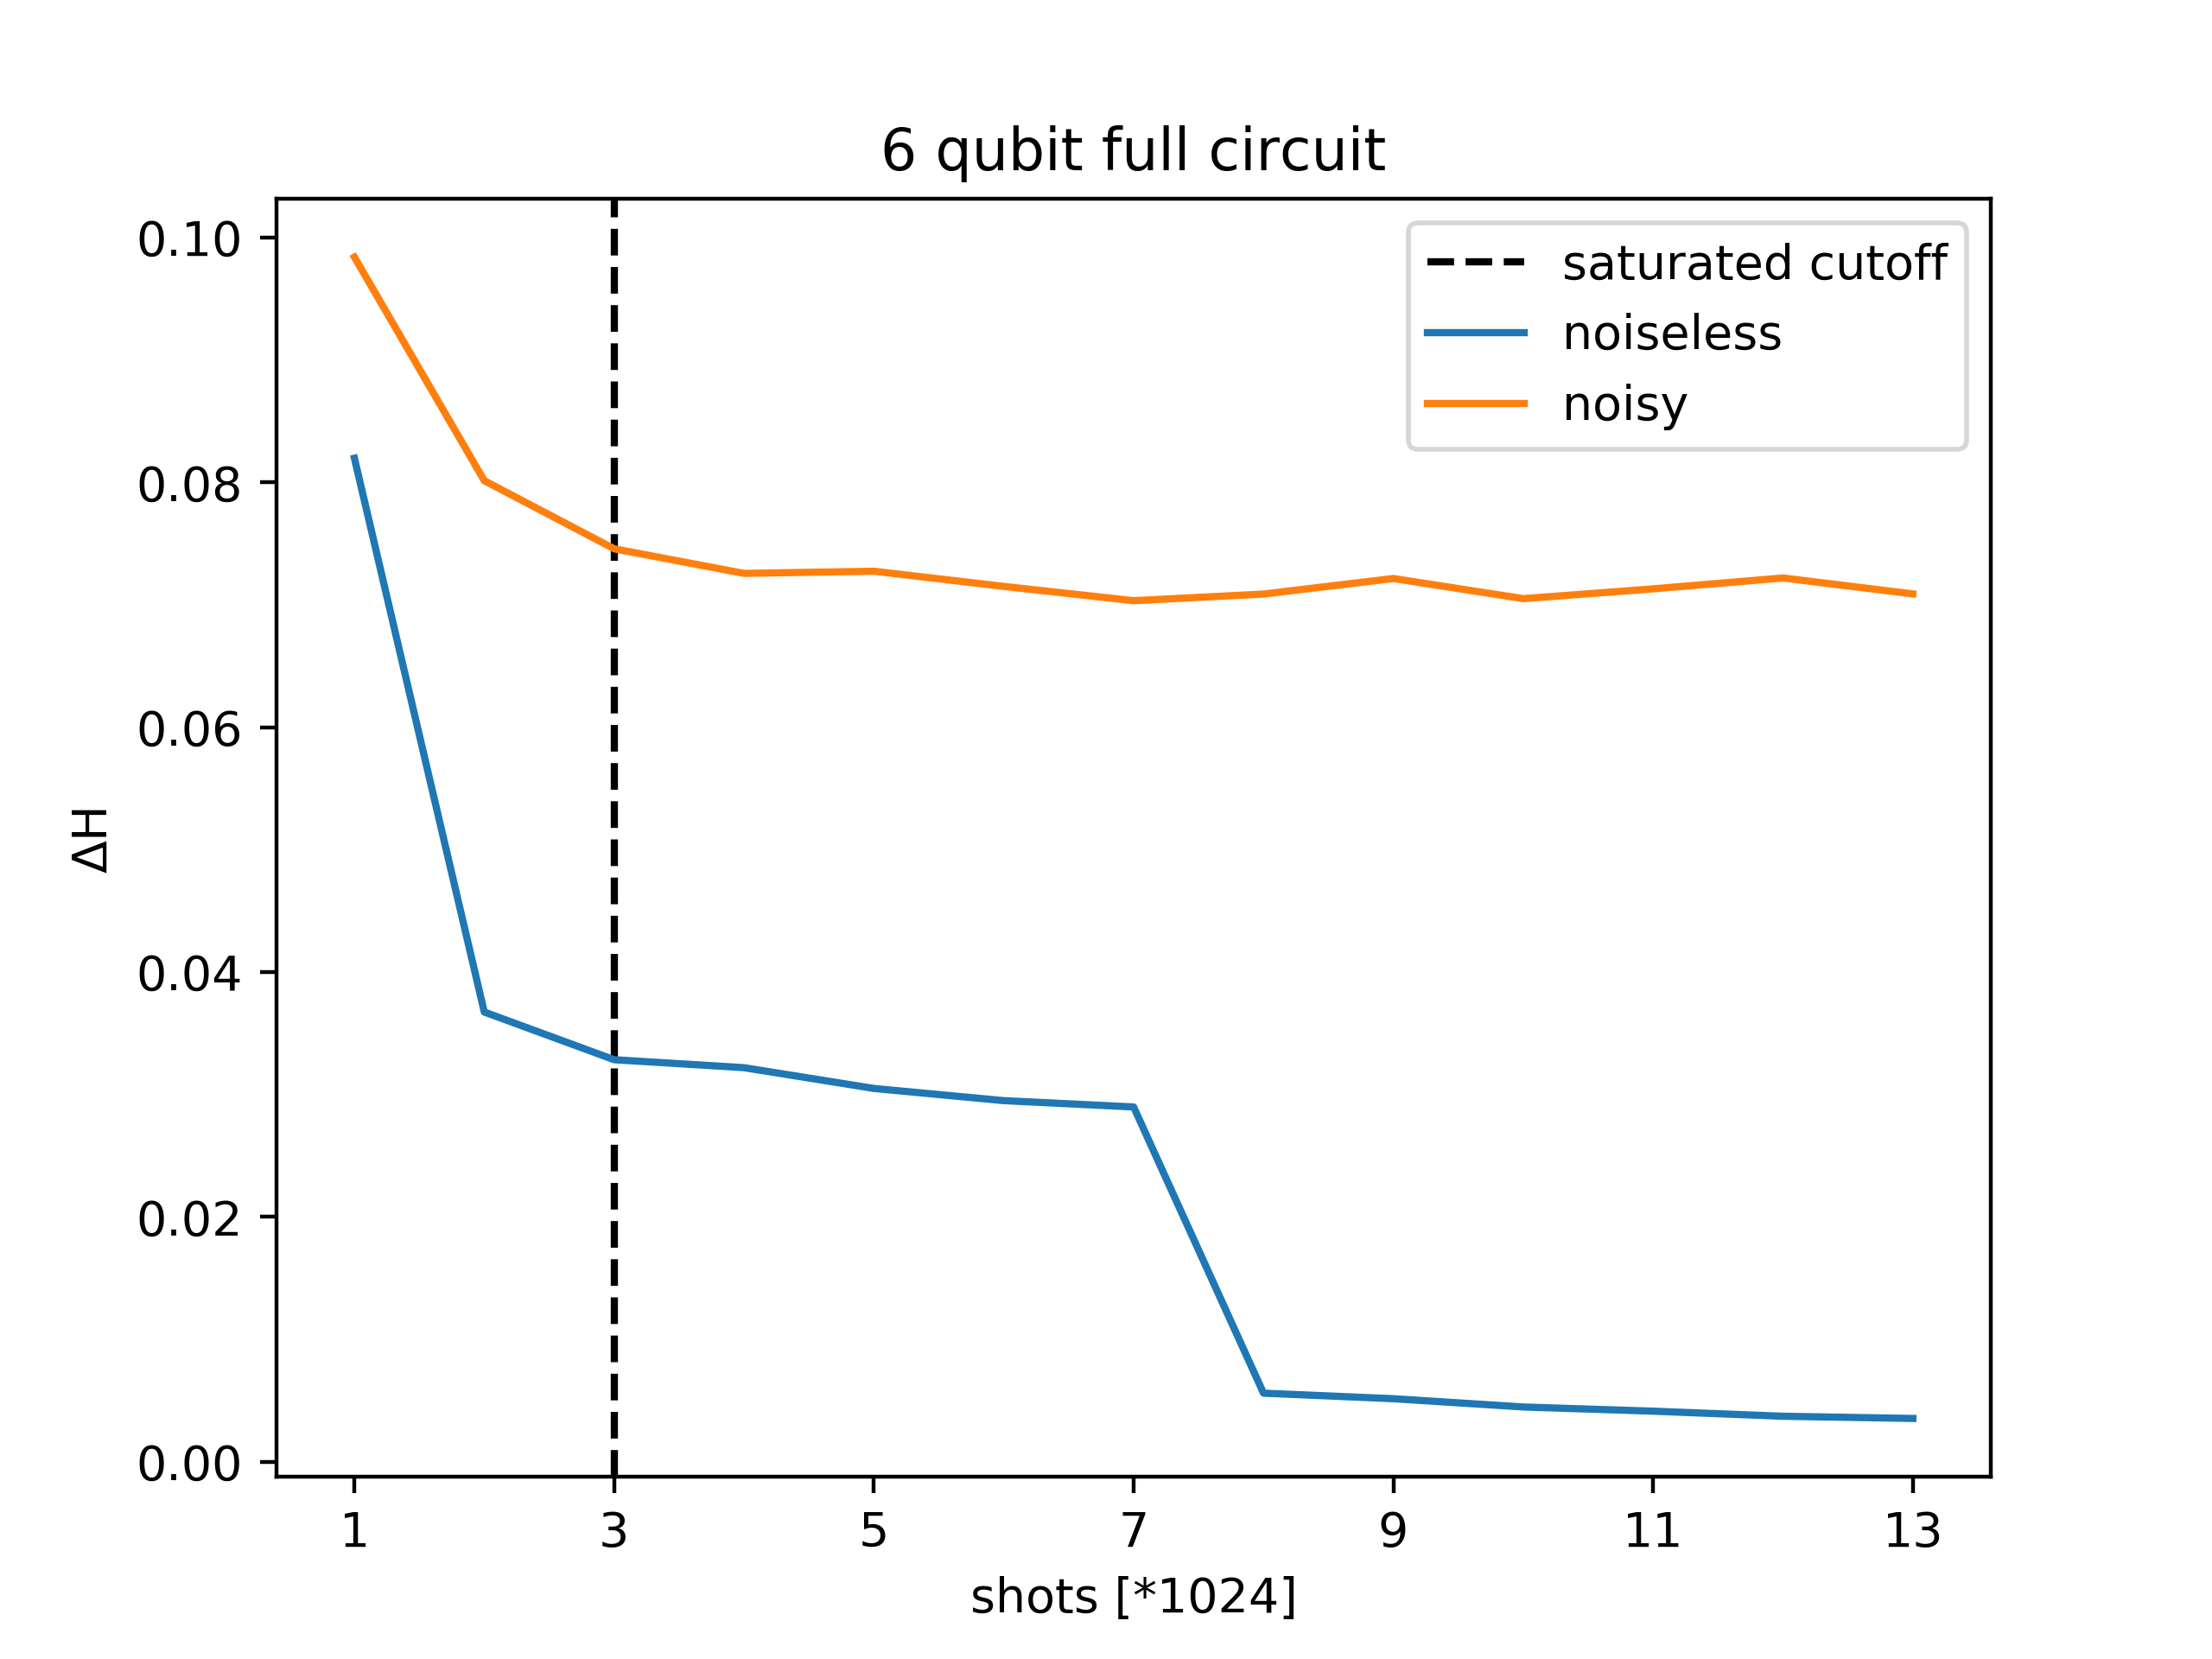 6 qubit full circuit
saturated cutoff
noiseless
noisy
0.10
0.08
0.06
0.04
0.02
0.00
ΔH
1 3 5 7 9 11 13
shots [*1024]